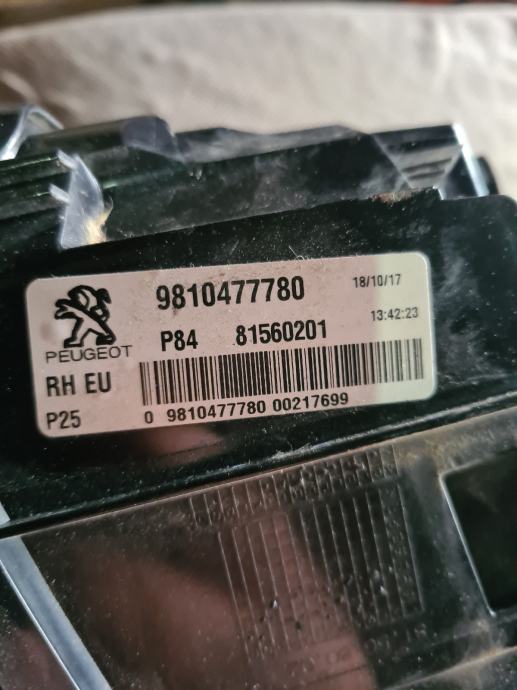 9810477780 18/10/17
P84 81560201 13:42:23
PEUGEOT
RH EU
P25 0 9810477780 00217699